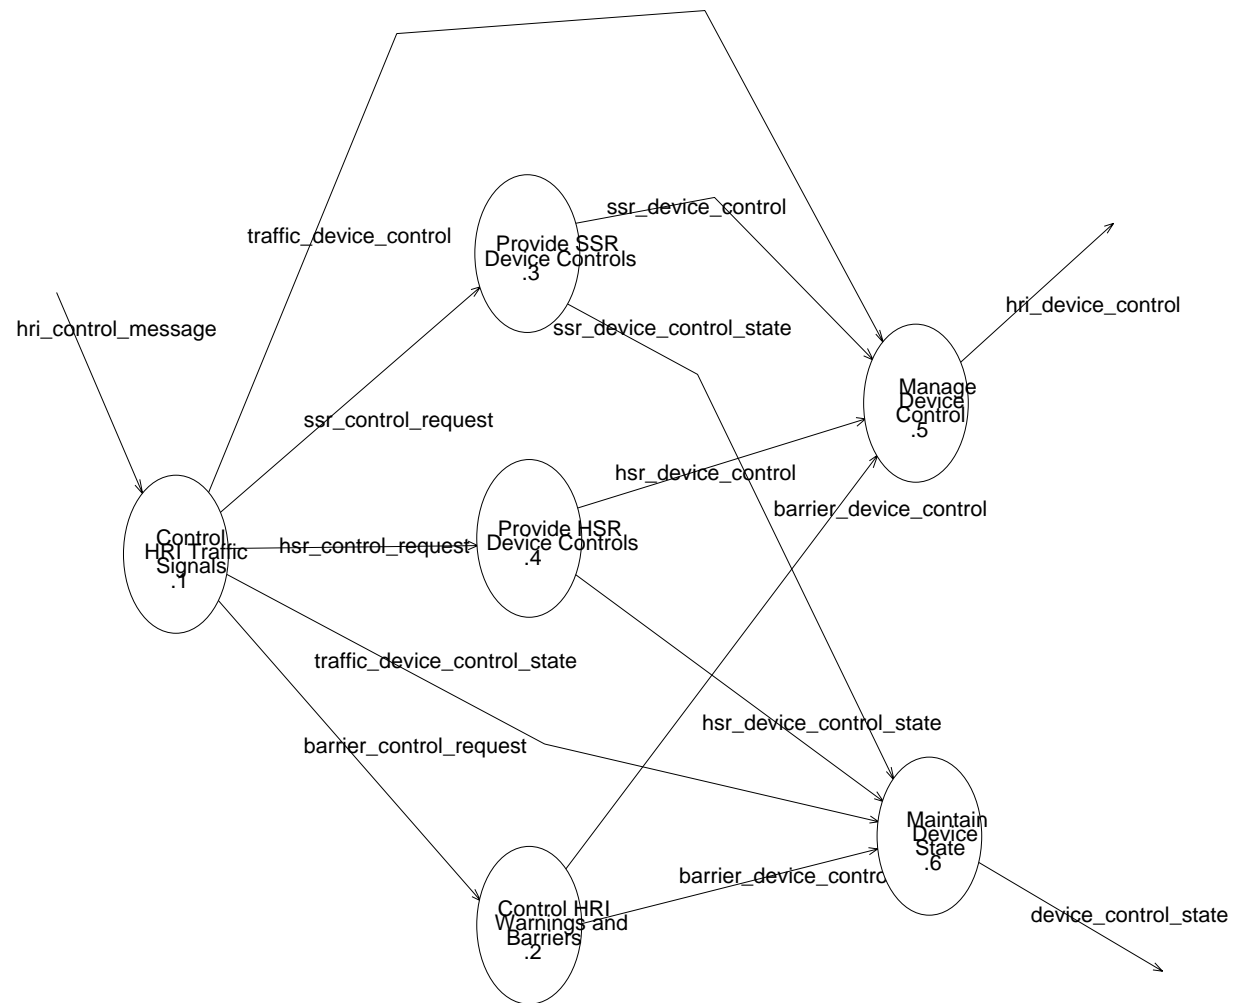 ssr_device_control
traffic_device_control
Provide SSR
Device Controls
.3
hri_device_control
hri_control_message
ssr_device_control_state
Manage
Device
Control
.5
ssr_control_request
hsr_device_control
barrier_device_control
Provide HSR
Device Controls
.4
Control
HRI Traffic
Signals
.1
hsr_control_request
traffic_device_control_state
hsr_device_control_state
barrier_control_request
Maintain
Device
State
.6
barrier_device_contro
Control HRI
Warnings and
Barriers
.2
device_control_state